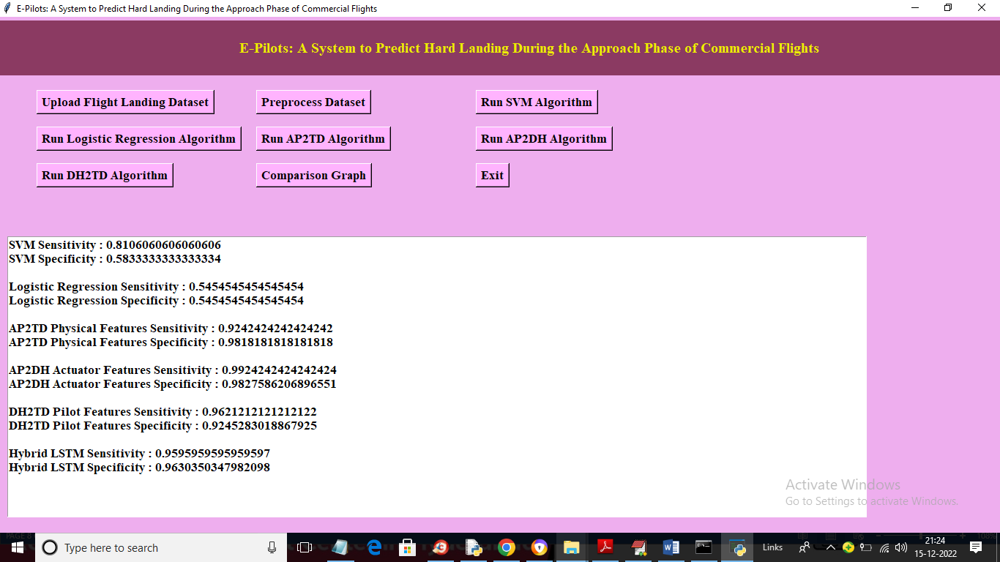 E-Pilots: A System to Predict Hard Landing During the Approach Phase of Commercial Flights
E-Pilots: A System to Predict Hard Landing During the Approach Phase of Commercial Flights
Upload Flight Landing Dataset
Preprocess Dataset
Run SVM Algorithm
Run Logistic Regression Algorithm
Run AP2TD Algorithm
Run AP2DH Algorithm
Run DH2TD Algorithm
Comparison Graph
Exit
SVM Sensitivity : 0.8106060606060606
SVM Specificity : 0.5833333333333334
Logistic Regression Sensitivity : 0.5454545454545454
Logistic Regression Specificity : 0.5454545454545454
AP2TD Physical Features Sensitivity : 0.9242424242424242
AP2TD Physical Features Specificity : 0.9818181818181818
AP2DH Actuator Features Sensitivity : 0.9924242424242424
AP2DH Actuator Features Specificity : 0.9827586206896551
DH2TD Pilot Features Sensitivity : 0.9621212121212122
DH2TD Pilot Features Specificity : 0.9245283018867925
Hybrid LSTM Sensitivity : 0.9595959595959597
Hybrid LSTM Specificity : 0.9630350347982098
Activate Windows
Go to Settings to activate Windows.
PAGE 8
100%
Type here to search
Links
21:24
15-12-2022